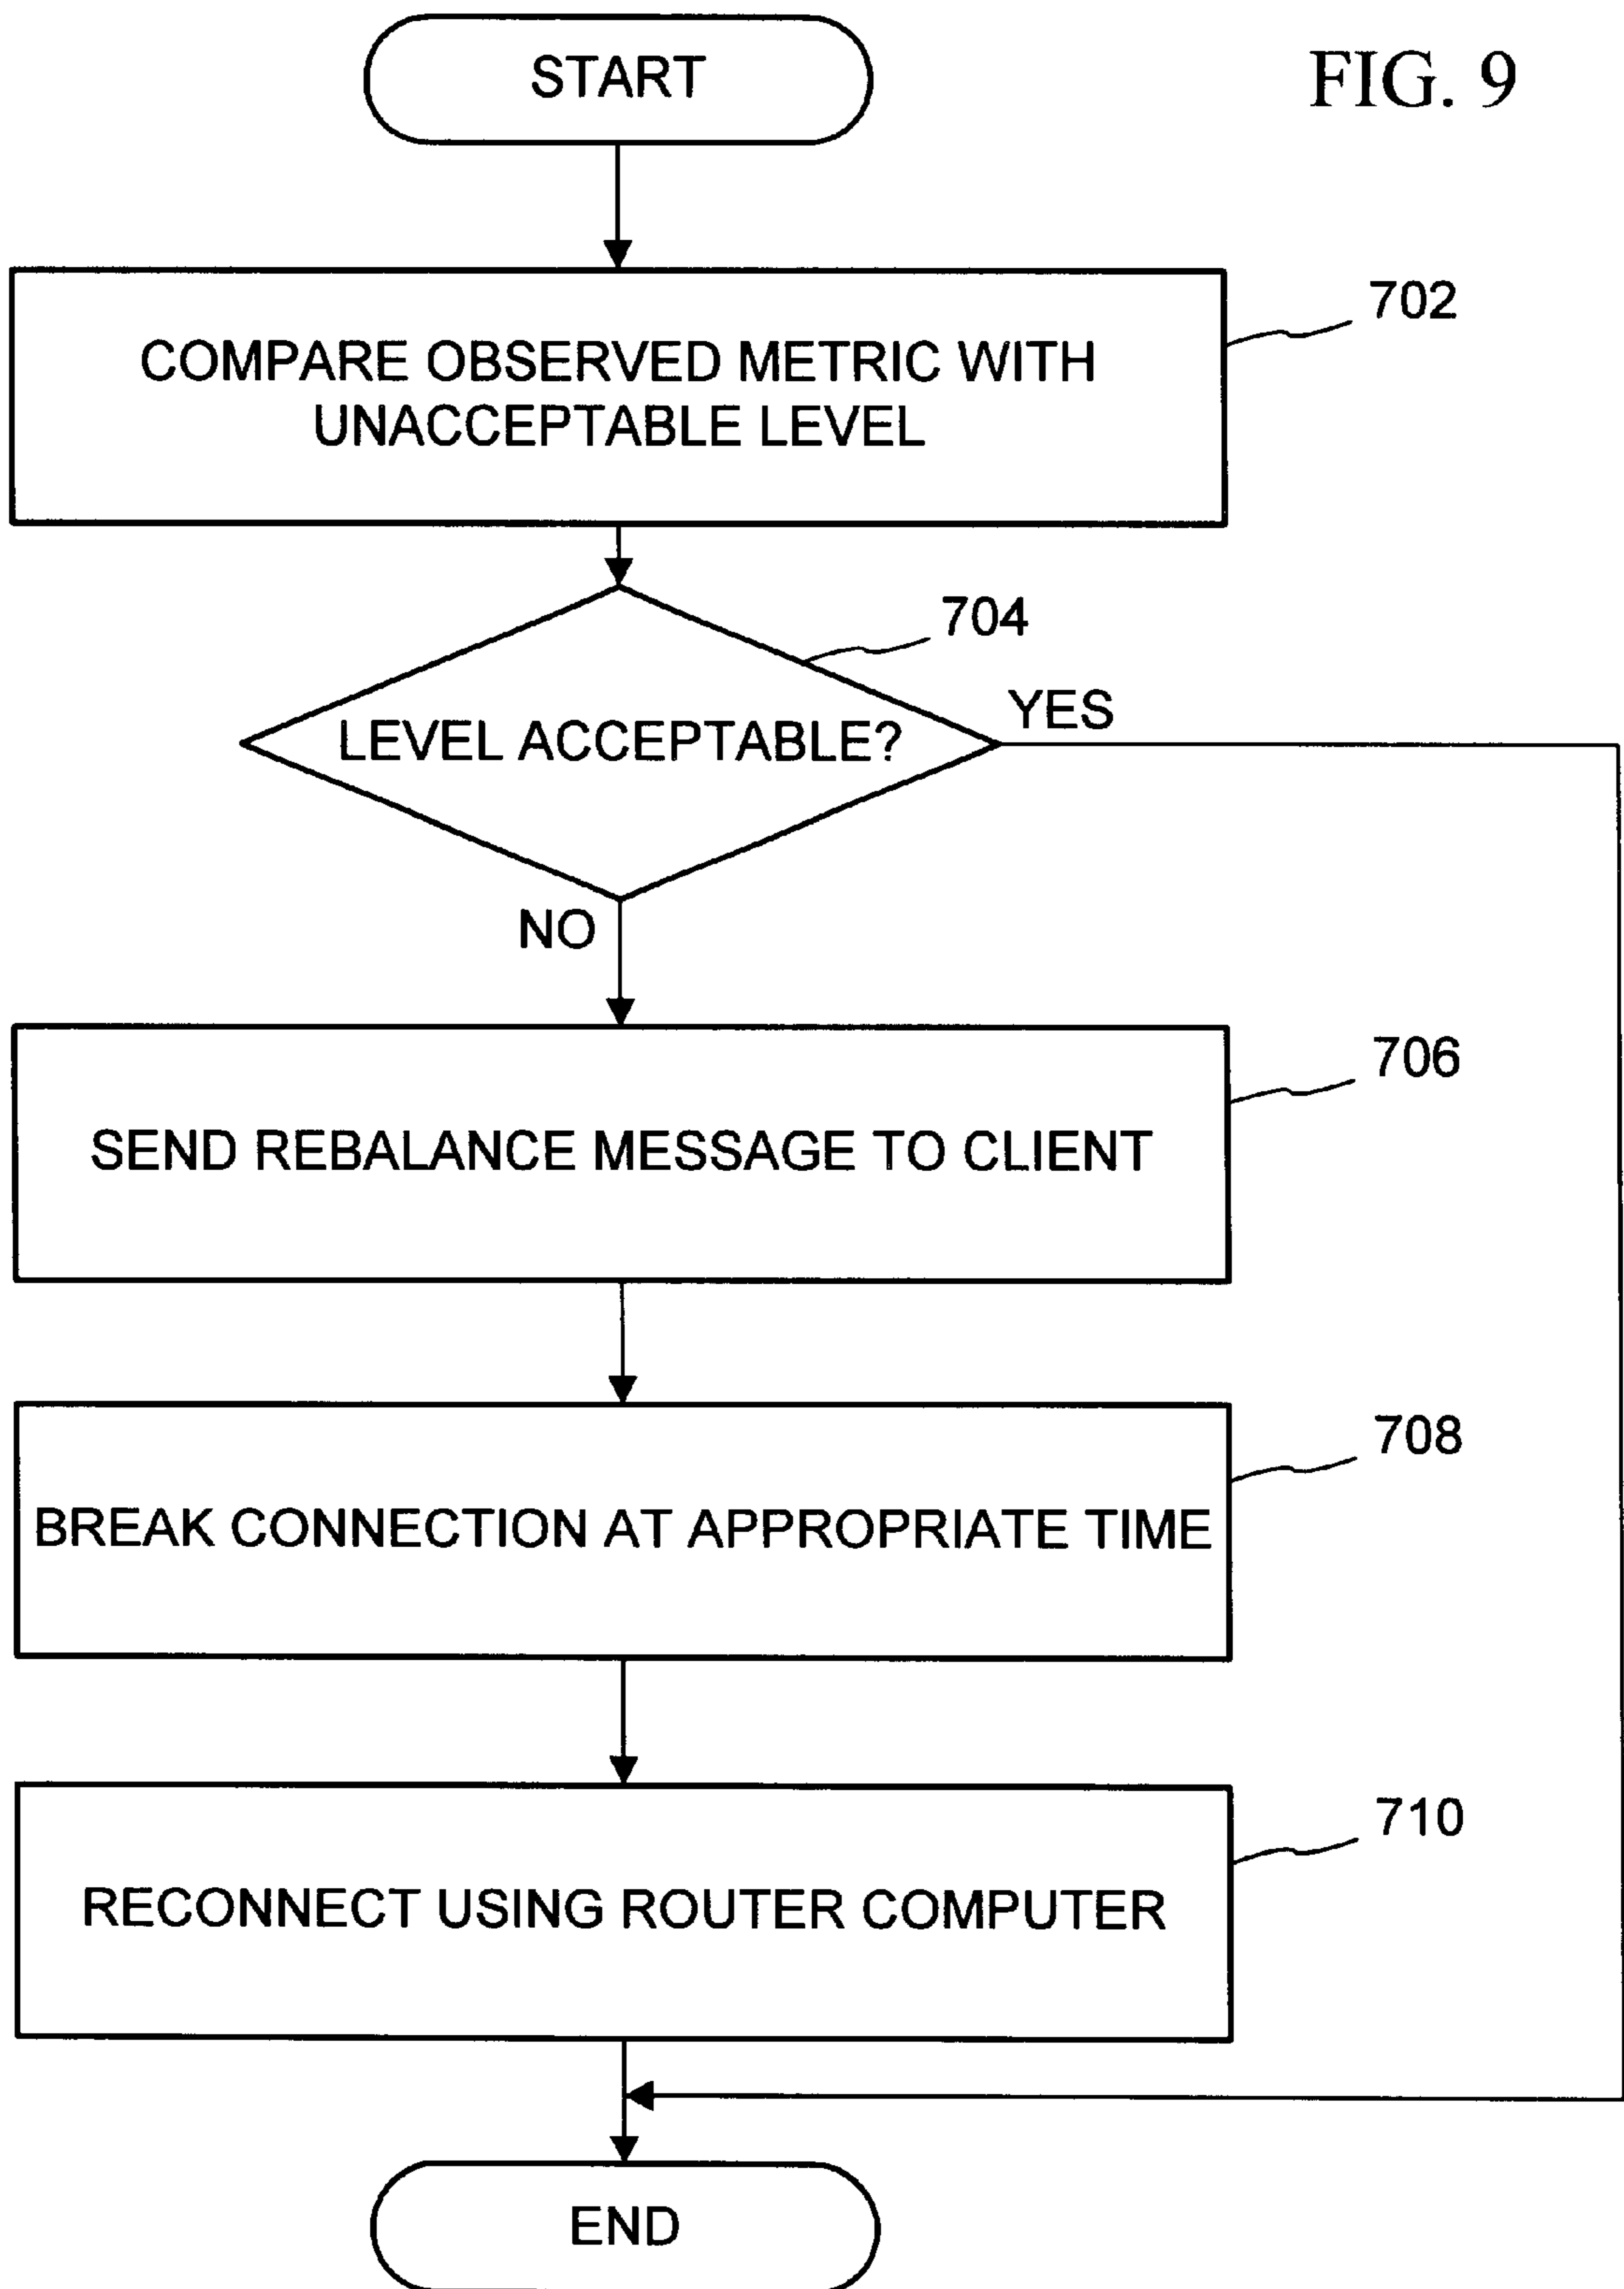 START
FIG. 9
702
COMPARE OBSERVED METRIC WITH
UNACCEPTABLE LEVEL
704
LEVEL ACCEPTABLE?
YES
NO
706
SEND REBALANCE MESSAGE TO CLIENT
708
BREAK CONNECTION AT APPROPRIATE TIME
710
RECONNECT USING ROUTER COMPUTER
END